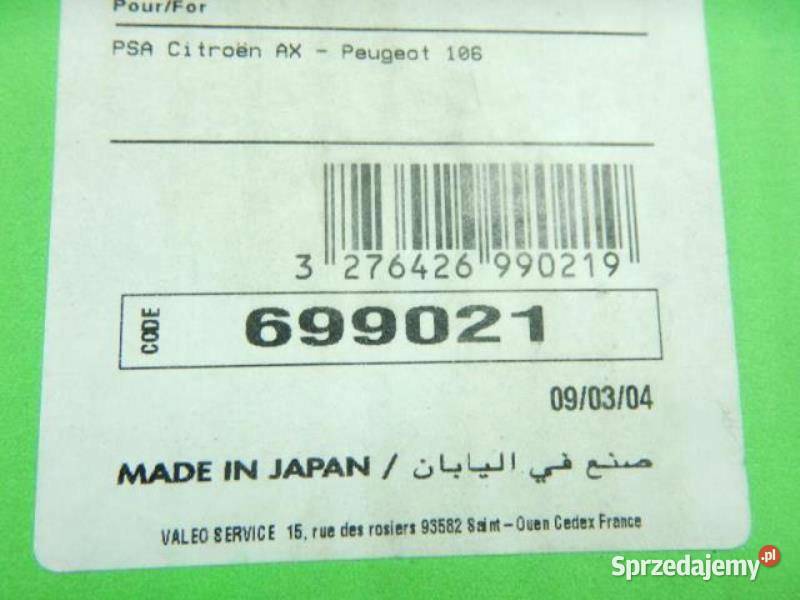 Pour/For
PSA Citroën AX - Peugeot 106
3 276426 990219
CODE 699021
09/03/04
MADE IN JAPAN / صنع في اليابان
VALEO SERVICE 15, rue des rosiers 93582 Saint-Ouen Cedex France
Sprzedajemy.pl